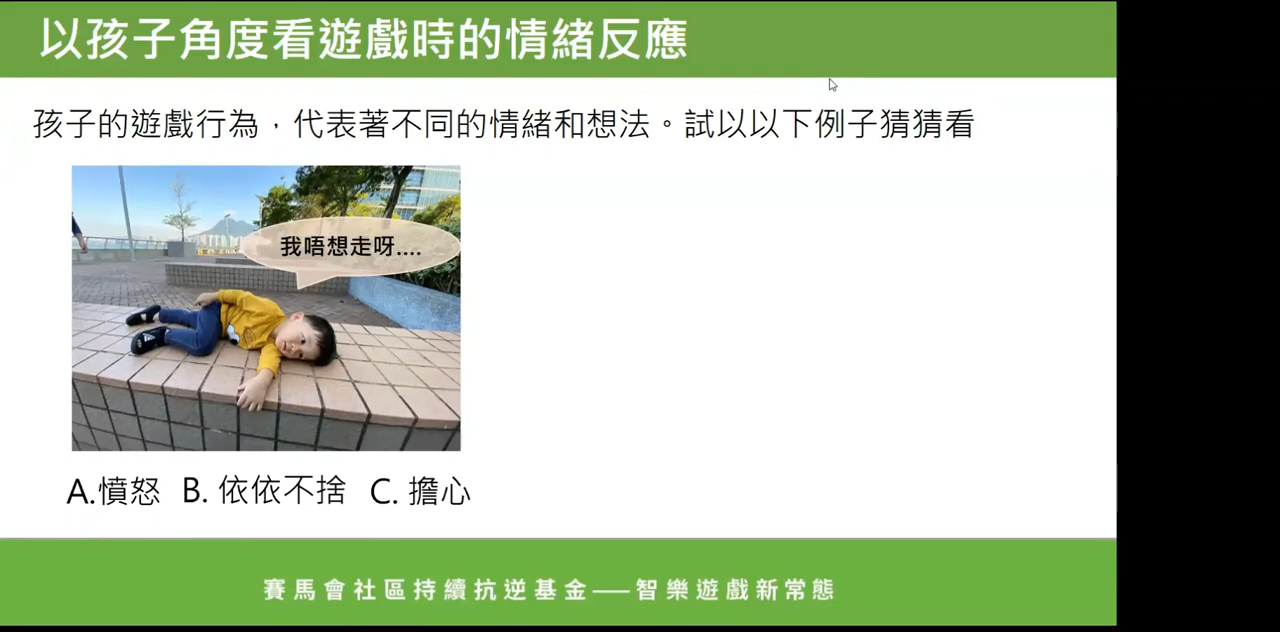 以孩子角度看遊戲時的情緒反應
孩子的遊戲行為，代表著不同的情緒和想法。試以以下例子猜猜看
我唔想走呀....
A.憤怒 B. 依依不捨 C. 擔心
賽馬會社區持續抗逆基金——智樂遊戲新常態